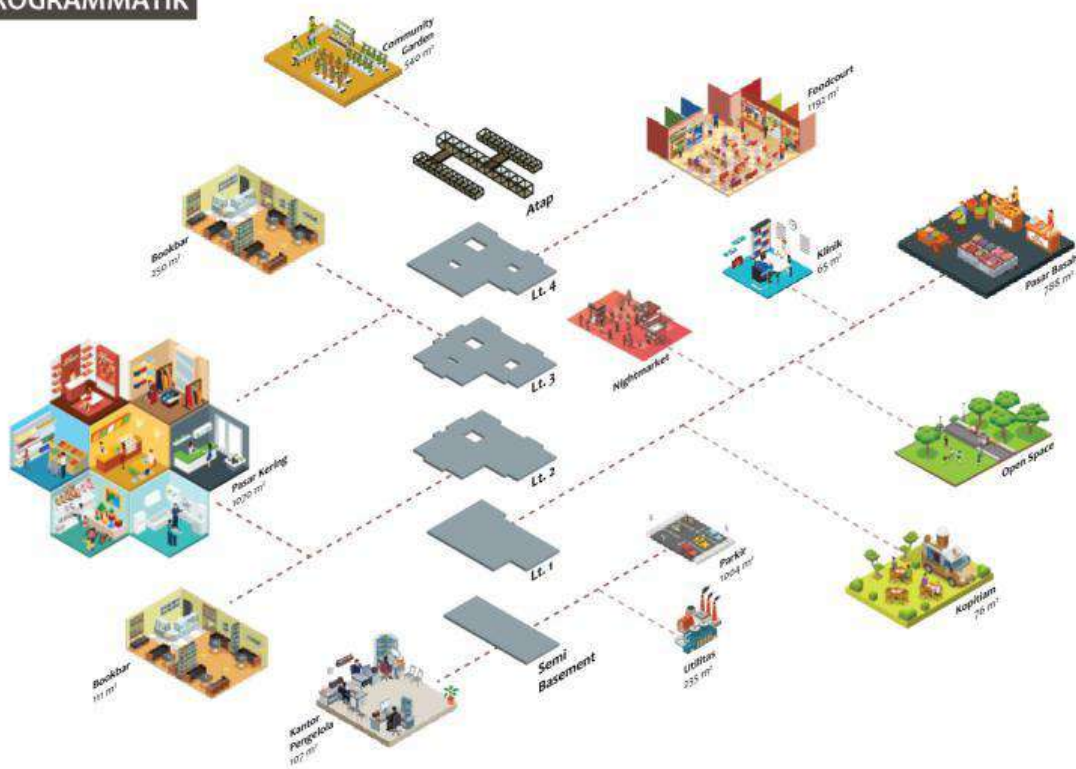 ROGRAMMATIK
Community
Garden
540 m²
Foodcourt
1192 m²
Atap
Bookbar
250 m²
Klinik
65 m²
Pasar Basah
788 m²
Lt. 4
Nightmarket
Lt. 3
Open Space
Pasar Kering
1020 m²
Lt. 2
Lt. 1
Parkir
1004 m²
Kopitiam
76 m²
Bookbar
111 m²
Semi
Basement
Utilitas
235 m²
Kantor
Pengelola
107 m²